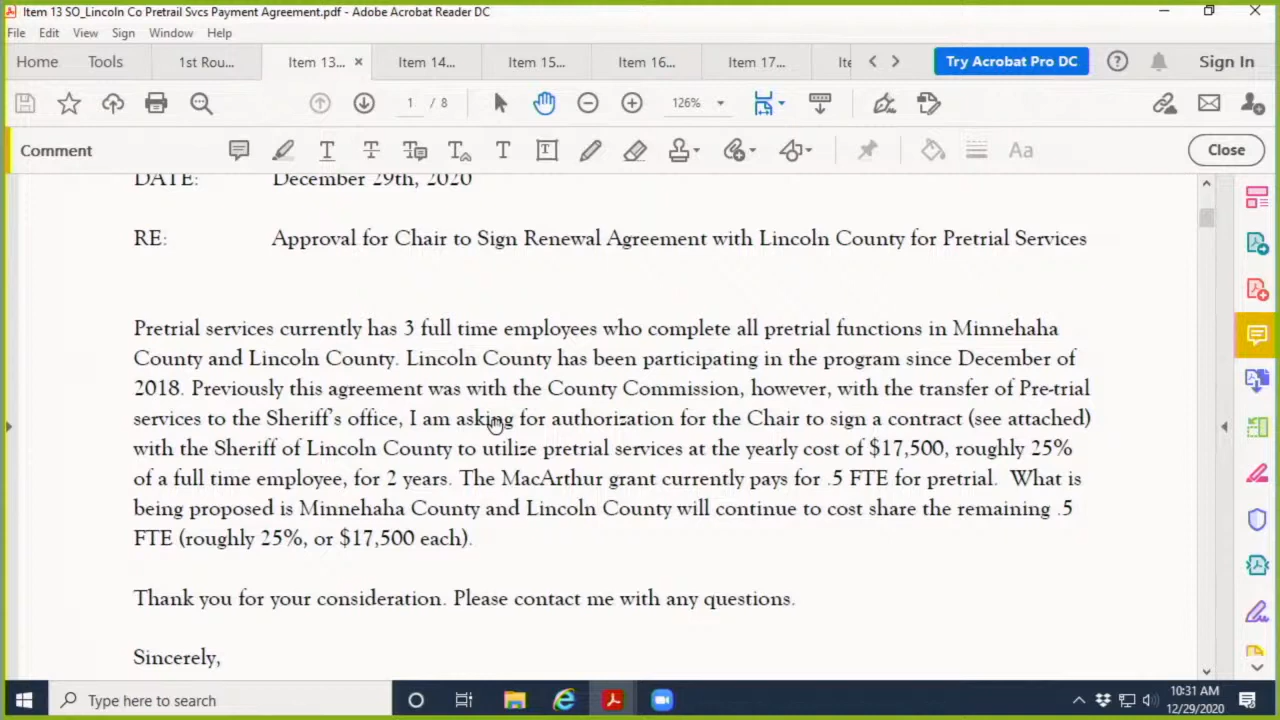 Item 13 SO_Lincoln Co Pretrail Svcs Payment Agreement.pdf - Adobe Acrobat Reader DC
File Edit View Sign Window Help
Home Tools 1st Rou... Item 13... Item 14... Item 15... Item 16... Item 17... Ite Try Acrobat Pro DC Sign In
1 / 8 126%
Comment Close
DATE: December 29th, 2020
RE: Approval for Chair to Sign Renewal Agreement with Lincoln County for Pretrial Services
Pretrial services currently has 3 full time employees who complete all pretrial functions in Minnehaha
County and Lincoln County. Lincoln County has been participating in the program since December of
2018. Previously this agreement was with the County Commission, however, with the transfer of Pre-trial
services to the Sheriff's office, I am asking for authorization for the Chair to sign a contract (see attached)
with the Sheriff of Lincoln County to utilize pretrial services at the yearly cost of $17,500, roughly 25%
of a full time employee, for 2 years. The MacArthur grant currently pays for .5 FTE for pretrial. What is
being proposed is Minnehaha County and Lincoln County will continue to cost share the remaining .5
FTE (roughly 25%, or $17,500 each).
Thank you for your consideration. Please contact me with any questions.
Sincerely,
Type here to search
10:31 AM
12/29/2020